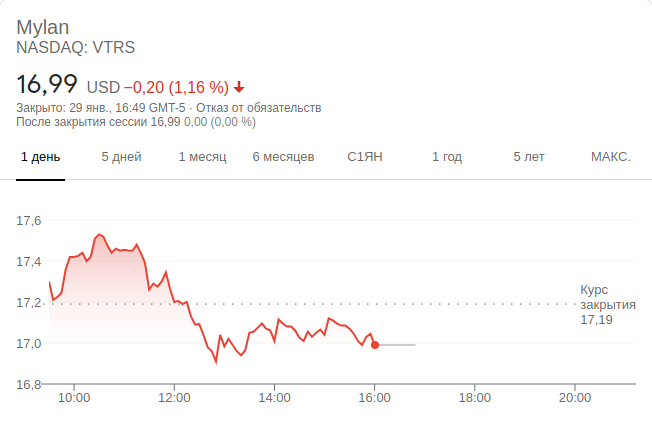 Mylan
NASDAQ: VTRS
16,99 USD −0,20 (1,16 %)
Закрыто: 29 янв., 16:49 GMT-5 · Отказ от обязательств
После закрытия сессии 16,99 0,00 (0,00 %)
1 день 5 дней 1 месяц 6 месяцев С1ЯН 1 год 5 лет МАКС.
17,6
17,4
17,2
17,0
16,8
Курс
закрытия
17,19
10:00 12:00 14:00 16:00 18:00 20:00